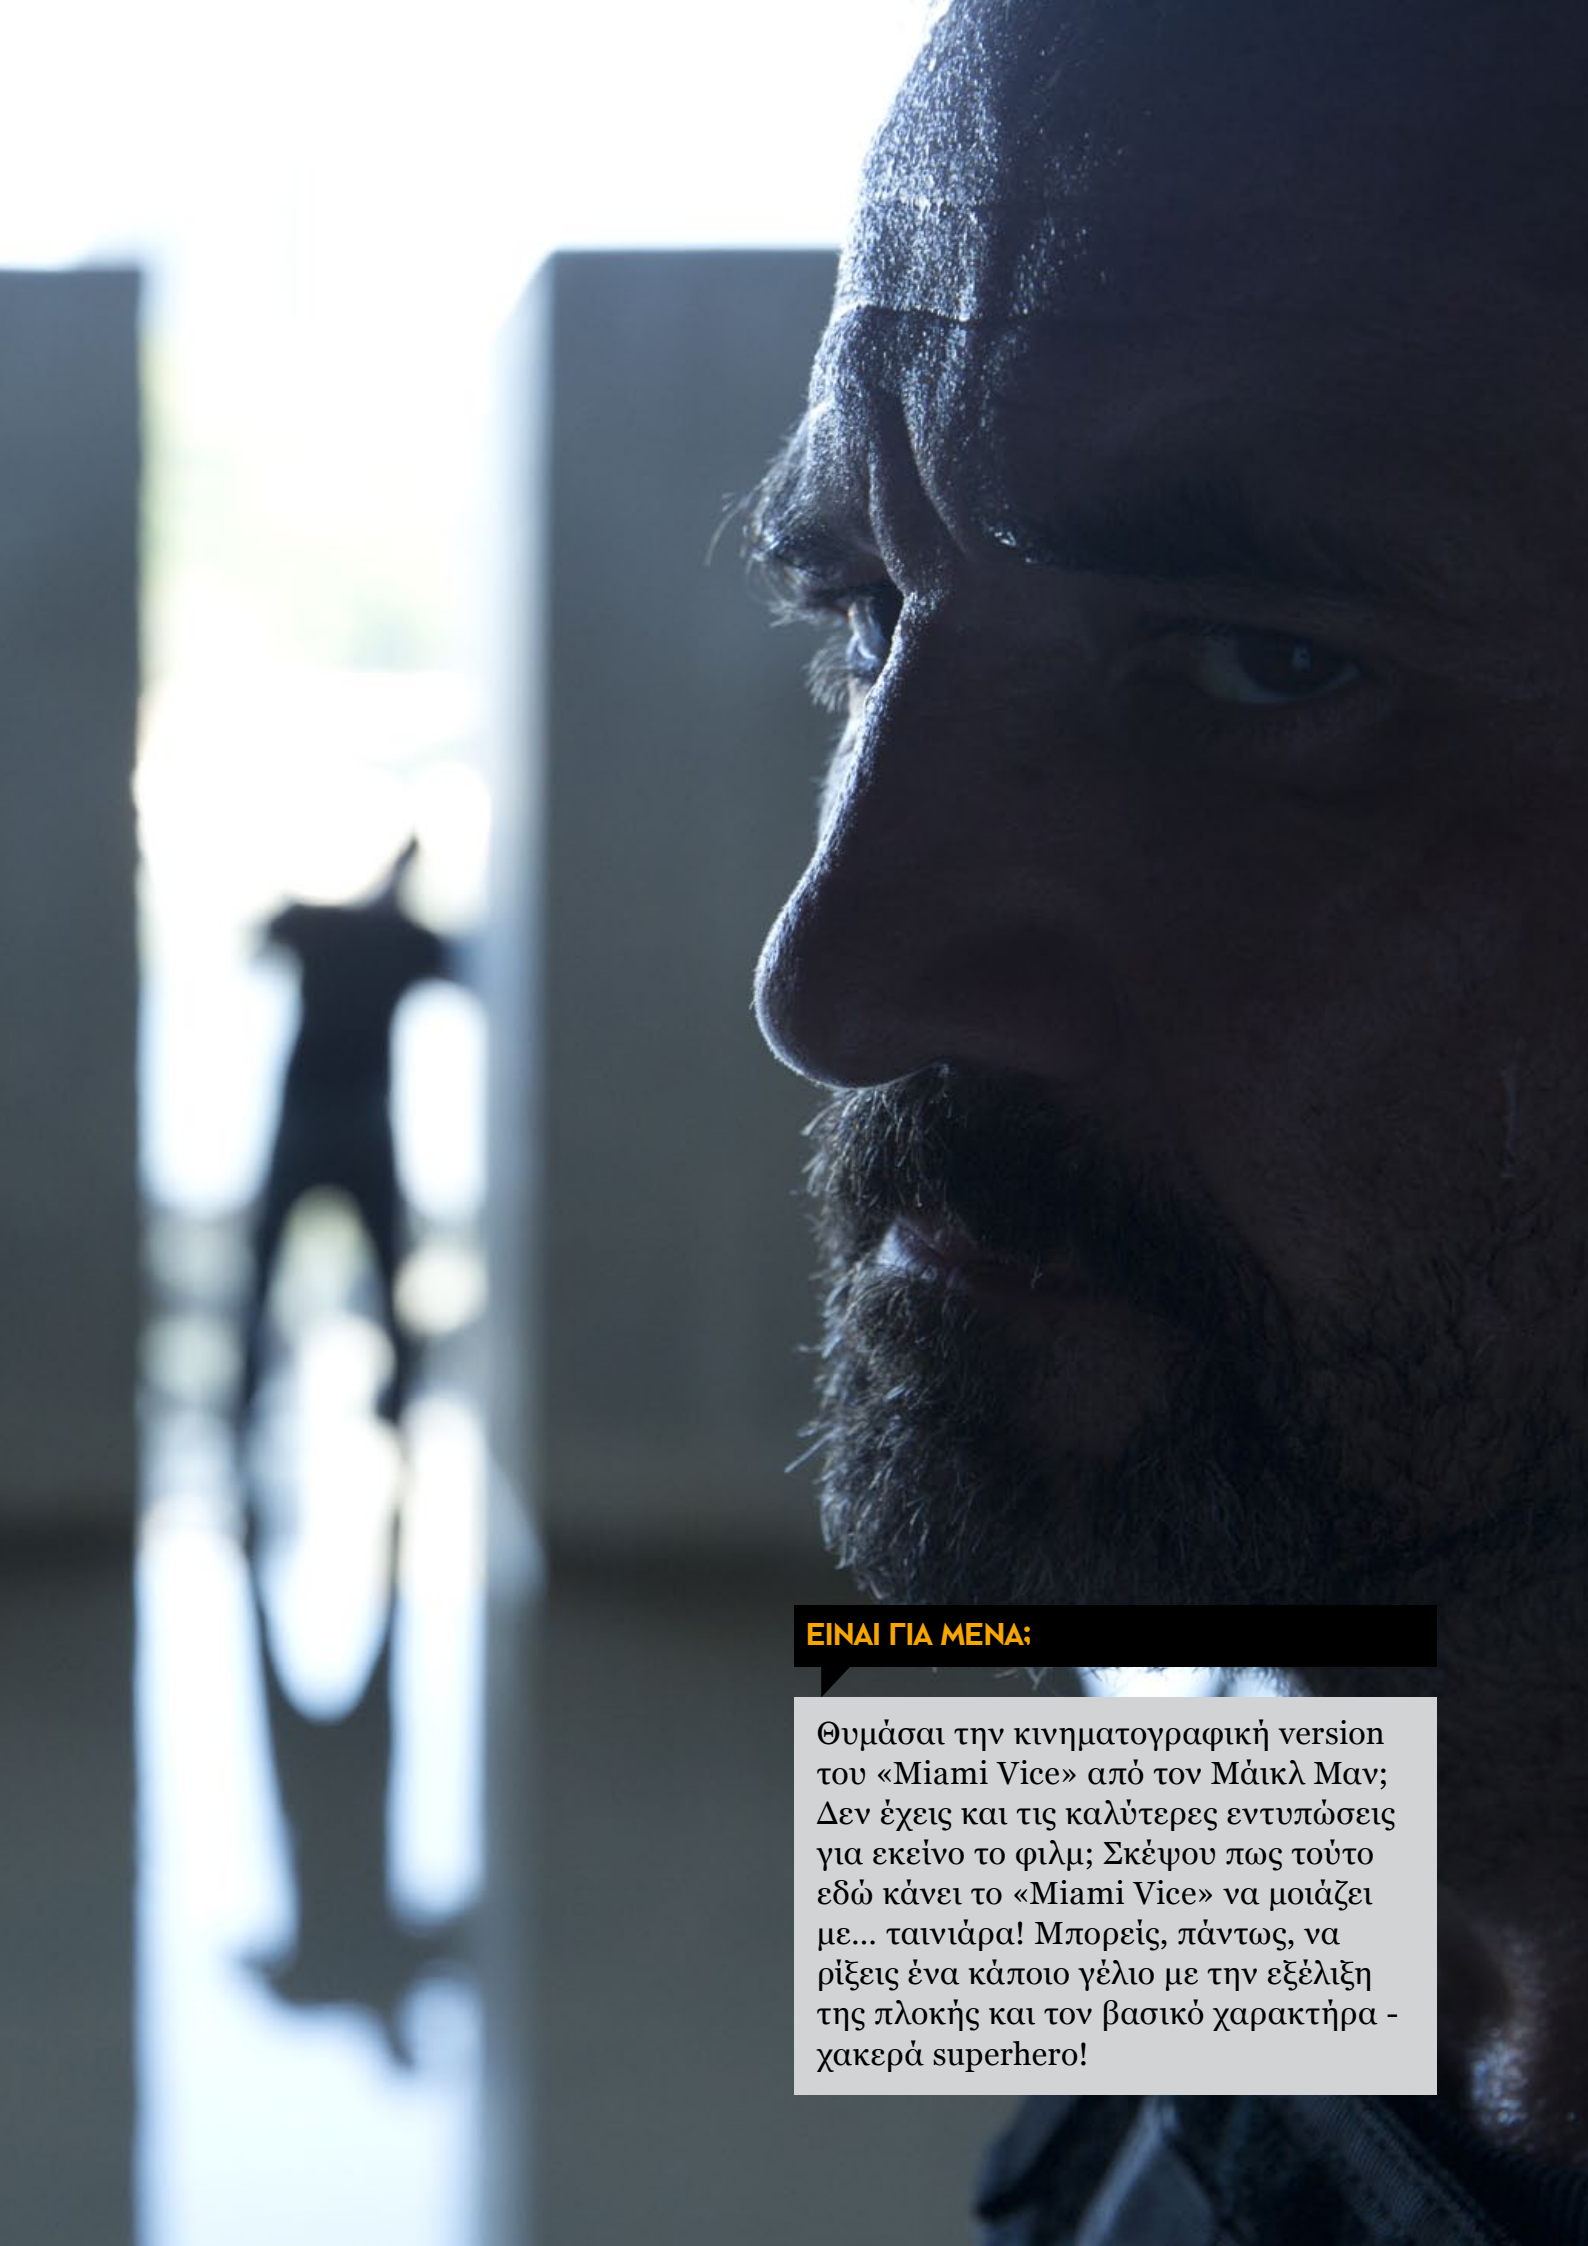 ΕΙΝΑΙ ΓΙΑ ΜΕΝΑ;
Θυμάσαι την κινηματογραφική version
του «Miami Vice» από τον Μάικλ Μαν;
Δεν έχεις και τις καλύτερες εντυπώσεις
για εκείνο το φιλμ; Σκέψου πως τούτο
εδώ κάνει το «Miami Vice» να μοιάζει
με... ταινιάρα! Μπορείς, πάντως, να
ρίξεις ένα κάποιο γέλιο με την εξέλιξη
της πλοκής και τον βασικό χαρακτήρα -
χακερά superhero!